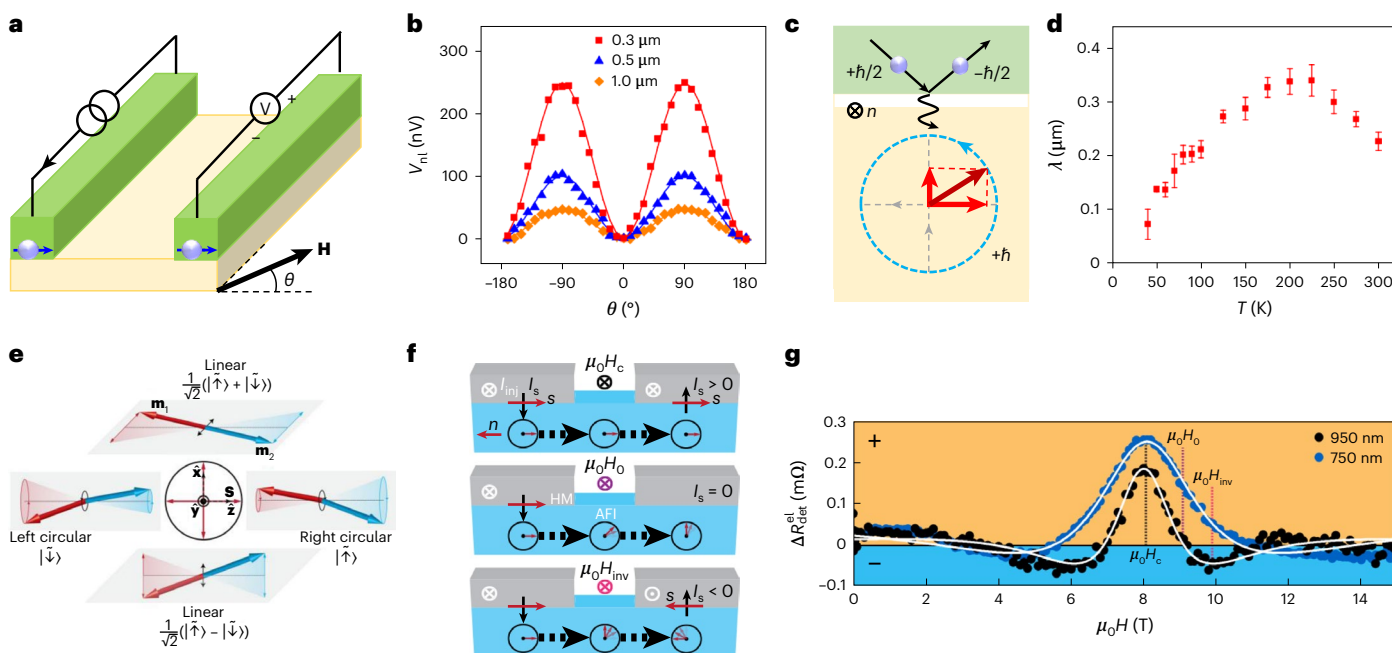 a
V
+
−
H
θ
b
300
200
100
0
V_nl (nV)
0.3 μm
0.5 μm
1.0 μm
−180
−90
0
90
180
θ (°)
c
+ℏ/2
−ℏ/2
⊗ n
+ℏ
d
0.4
0.3
0.2
0.1
0
λ (μm)
0
50
100
150
200
250
300
T (K)
e
Linear
1/√2(|↑̃⟩ + |↓̃⟩)
m₁
m₂
x̂
S
ŷ
ẑ
Left circular
|↓̃⟩
Right circular
|↑̃⟩
Linear
1/√2(|↑̃⟩ − |↓̃⟩)
f
μ₀H_c
I_inj
I_s
s
I_s > 0
s
n
μ₀H₀
HM
I_s = 0
AFI
μ₀H_inv
s
I_s < 0
g
0.3
0.2
0.1
0
−0.1
ΔR_det^el (mΩ)
+
−
950 nm
750 nm
μ₀H₀
μ₀H_inv
μ₀H_c
0
2
4
6
8
10
12
14
μ₀H (T)